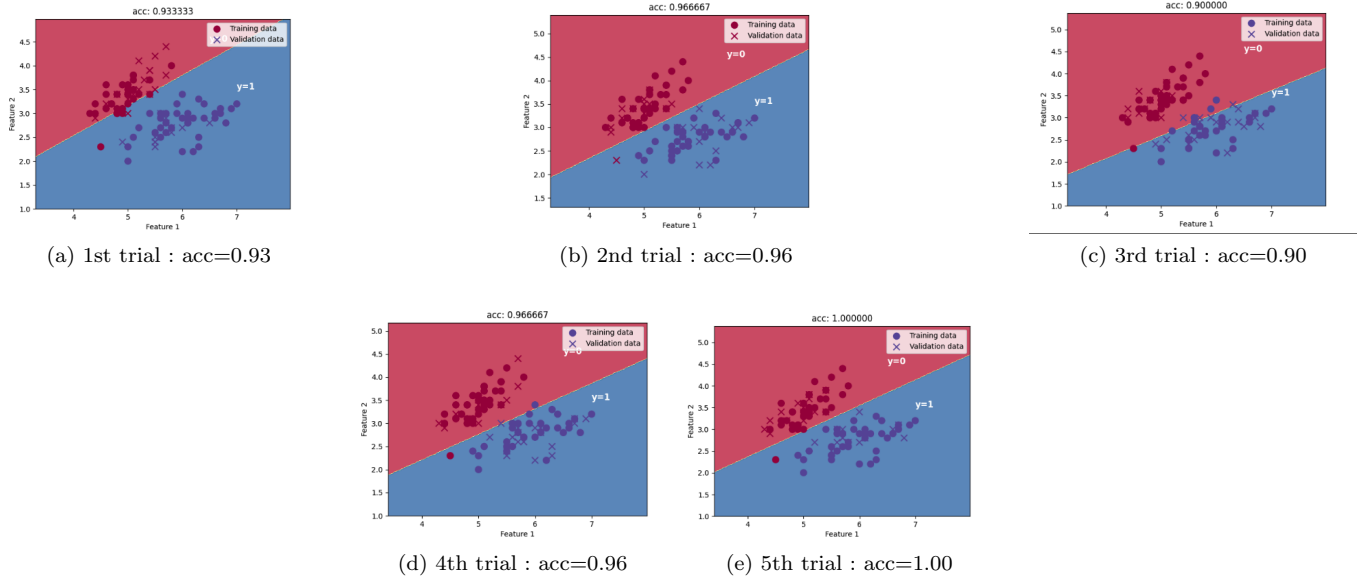 acc: 0.933333
Training data
Validation data
y=1
Feature 2
4.5
4.0
3.5
3.0
2.5
2.0
1.5
1.0
4 5 6 7
Feature 1
(a) 1st trial : acc=0.93
acc: 0.966667
Training data
Validation data
y=0
y=1
Feature 2
5.0
4.5
4.0
3.5
3.0
2.5
2.0
1.5
4 5 6 7
Feature 1
(b) 2nd trial : acc=0.96
acc: 0.900000
Training data
Validation data
y=0
y=1
Feature 2
5.0
4.5
4.0
3.5
3.0
2.5
2.0
1.5
1.0
4 5 6 7
Feature 1
(c) 3rd trial : acc=0.90
acc: 0.966667
Training data
Validation data
y=0
y=1
Feature 2
5.0
4.5
4.0
3.5
3.0
2.5
2.0
1.5
1.0
4 5 6 7
Feature 1
(d) 4th trial : acc=0.96
acc: 1.000000
Training data
Validation data
y=0
y=1
Feature 2
5.0
4.5
4.0
3.5
3.0
2.5
2.0
1.5
1.0
4 5 6 7
Feature 1
(e) 5th trial : acc=1.00